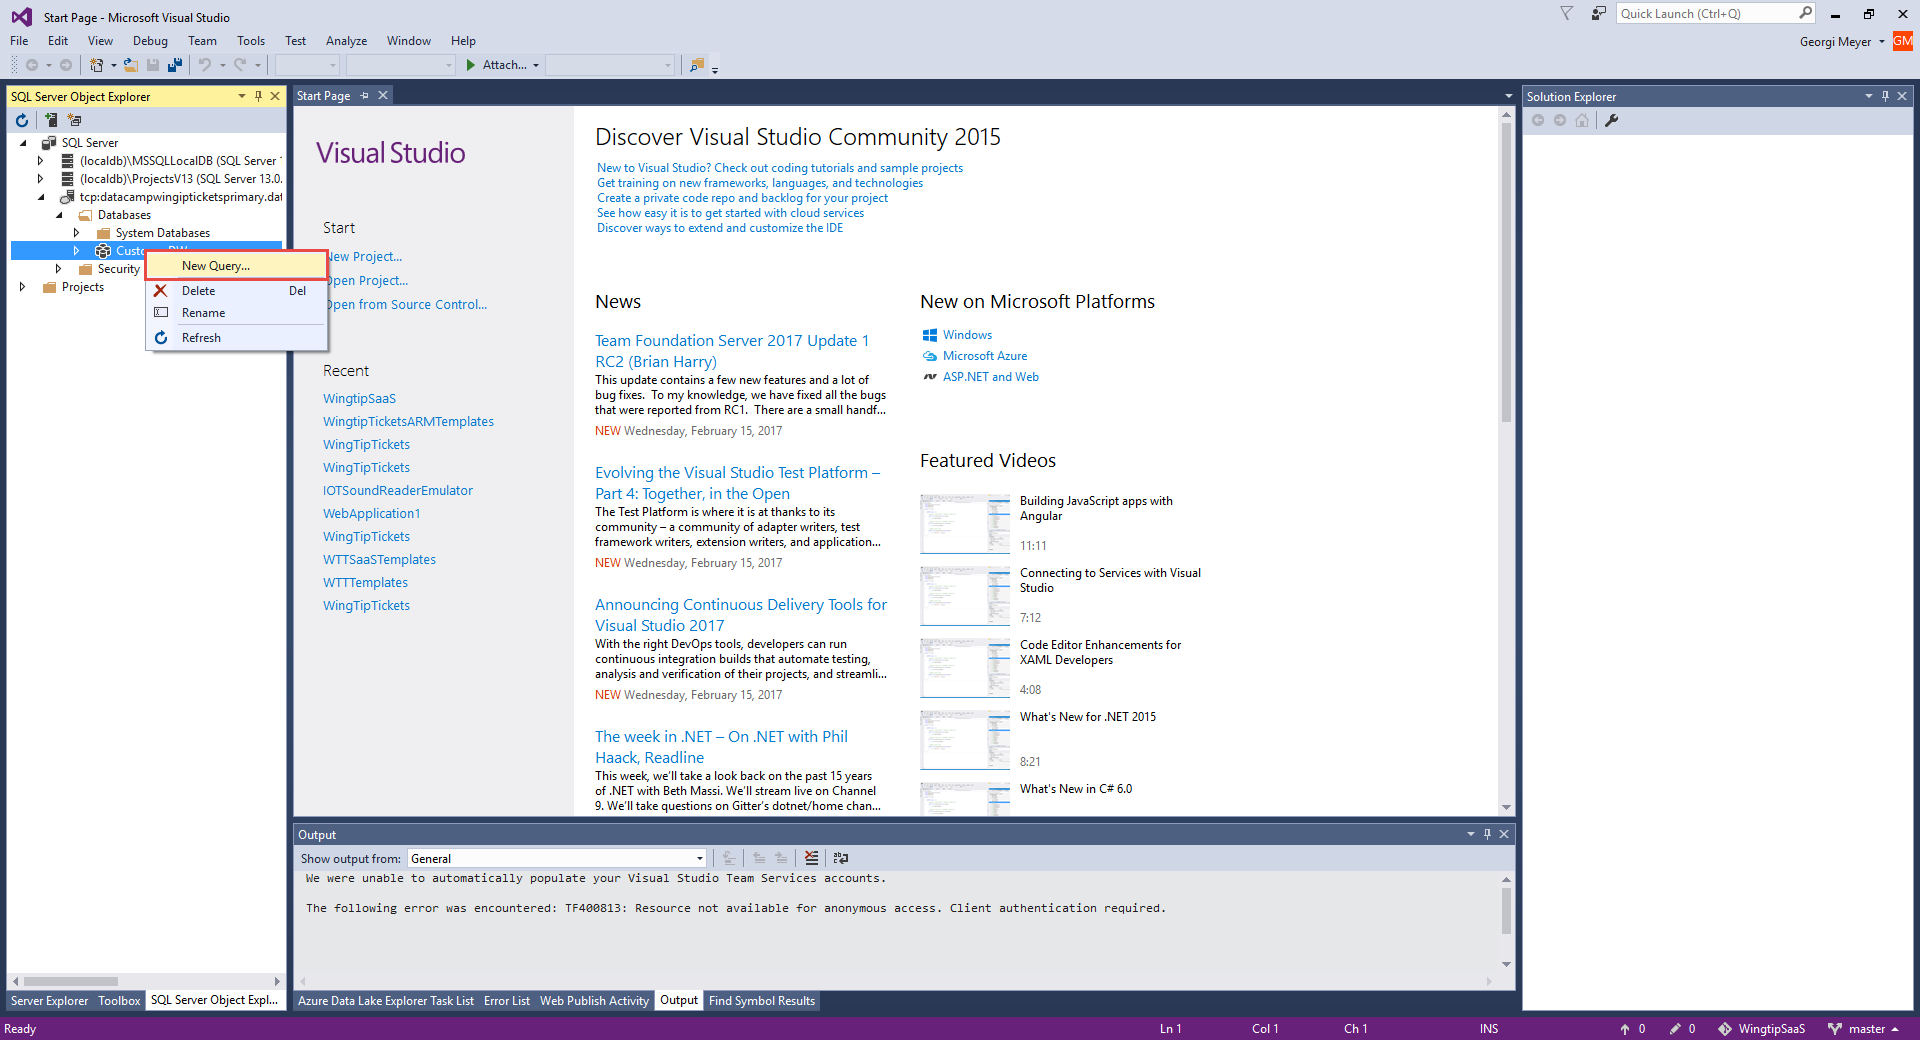 Start Page - Microsoft Visual Studio
Quick Launch (Ctrl+Q)
File Edit View Debug Team Tools Test Analyze Window Help
Georgi Meyer GM
Attach...
SQL Server Object Explorer
SQL Server
(localdb)\MSSQLLocalDB (SQL Server
(localdb)\ProjectsV13 (SQL Server 13.0.
tcp:datacampwingipticketsprimary.dat
Databases
System Databases
Security
Projects
New Query...
Delete Del
Rename
Refresh
Server Explorer Toolbox SQL Server Object Expl...
Start Page
Visual Studio
Start
New Project...
Open Project...
Open from Source Control...
Recent
WingtipSaaS
WingtipTicketsARMTemplates
WingTipTickets
WingTipTickets
IOTSoundReaderEmulator
WebApplication1
WingTipTickets
WTTSaaSTemplates
WTTTemplates
WingTipTickets
Discover Visual Studio Community 2015
New to Visual Studio? Check out coding tutorials and sample projects
Get training on new frameworks, languages, and technologies
Create a private code repo and backlog for your project
See how easy it is to get started with cloud services
Discover ways to extend and customize the IDE
News
Team Foundation Server 2017 Update 1
RC2 (Brian Harry)
This update contains a few new features and a lot of
bug fixes. To my knowledge, we have fixed all the bugs
that were reported from RC1. There are a small handf...
NEW Wednesday, February 15, 2017
Evolving the Visual Studio Test Platform –
Part 4: Together, in the Open
The Test Platform is where it is at thanks to its
community – a community of adapter writers, test
framework writers, extension writers, and application...
NEW Wednesday, February 15, 2017
Announcing Continuous Delivery Tools for
Visual Studio 2017
With the right DevOps tools, developers can run
continuous integration builds that automate testing,
analysis and verification of their projects, and streamli...
NEW Wednesday, February 15, 2017
The week in .NET – On .NET with Phil
Haack, Readline
This week, we'll take a look back on the past 15 years
of .NET with Beth Massi. We'll stream live on Channel
9. We'll take questions on Gitter's dotnet/home chan...
New on Microsoft Platforms
Windows
Microsoft Azure
ASP.NET and Web
Featured Videos
Building JavaScript apps with
Angular
11:11
Connecting to Services with Visual
Studio
7:12
Code Editor Enhancements for
XAML Developers
4:08
What's New for .NET 2015
8:21
What's New in C# 6.0
Output
Show output from: General
We were unable to automatically populate your Visual Studio Team Services accounts.
The following error was encountered: TF400813: Resource not available for anonymous access. Client authentication required.
Azure Data Lake Explorer Task List Error List Web Publish Activity Output Find Symbol Results
Solution Explorer
Ready Ln 1 Col 1 Ch 1 INS 0 0 WingtipSaaS master